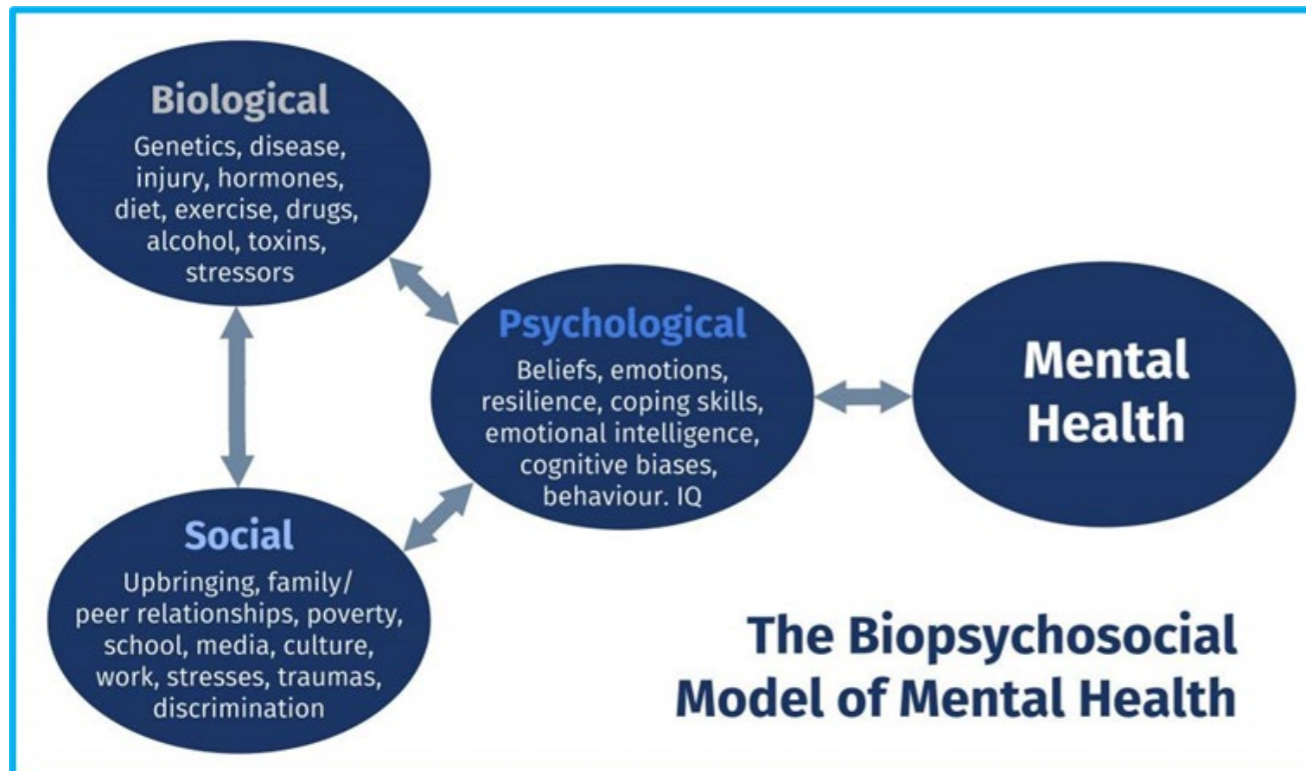 Biological
Genetics, disease,
injury, hormones,
diet, exercise, drugs,
alcohol, toxins,
stressors
Psychological
Beliefs, emotions,
resilience, coping skills,
emotional intelligence,
cognitive biases,
behaviour. IQ
Mental
Health
Social
Upbringing, family/
peer relationships, poverty,
school, media, culture,
work, stresses, traumas,
discrimination
The Biopsychosocial
Model of Mental Health